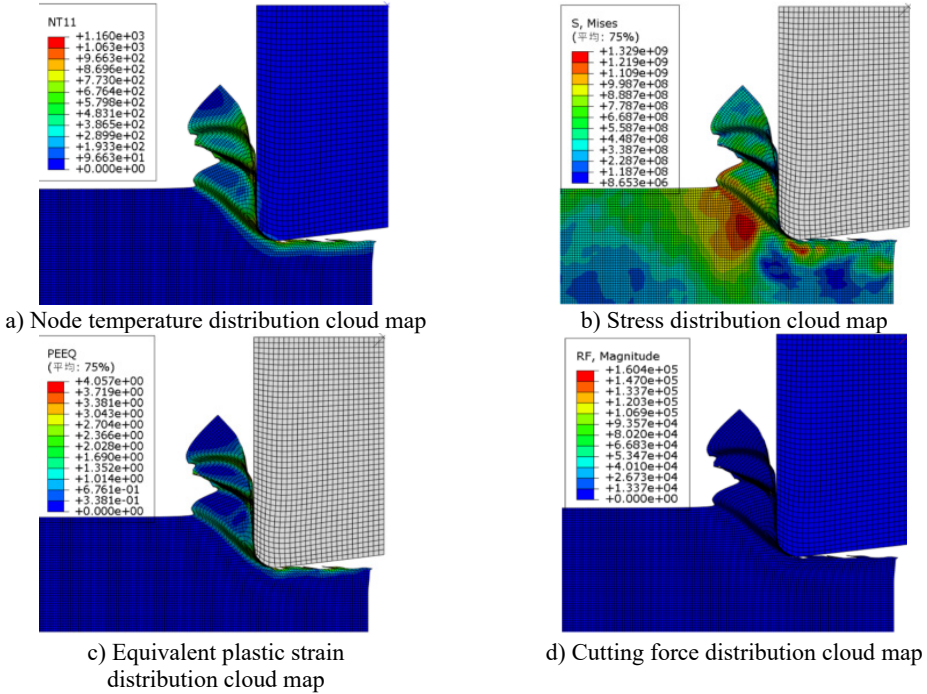 NT11
+1.160e+03
+1.063e+03
+9.663e+02
+8.696e+02
+7.730e+02
+6.764e+02
+5.798e+02
+4.831e+02
+3.865e+02
+2.899e+02
+1.933e+02
+9.663e+01
+0.000e+00
a) Node temperature distribution cloud map
S, Mises
(平均: 75%)
+1.329e+09
+1.219e+09
+1.109e+09
+9.987e+08
+8.887e+08
+7.787e+08
+6.687e+08
+5.587e+08
+4.487e+08
+3.387e+08
+2.287e+08
+1.187e+08
+8.653e+06
b) Stress distribution cloud map
PEEQ
(平均: 75%)
+4.057e+00
+3.719e+00
+3.381e+00
+3.043e+00
+2.704e+00
+2.366e+00
+2.028e+00
+1.690e+00
+1.352e+00
+1.014e+00
+6.761e-01
+3.381e-01
+0.000e+00
c) Equivalent plastic strain
distribution cloud map
RF, Magnitude
+1.604e+05
+1.470e+05
+1.337e+05
+1.203e+05
+1.069e+05
+9.357e+04
+8.020e+04
+6.683e+04
+5.347e+04
+4.010e+04
+2.673e+04
+1.337e+04
+0.000e+00
d) Cutting force distribution cloud map